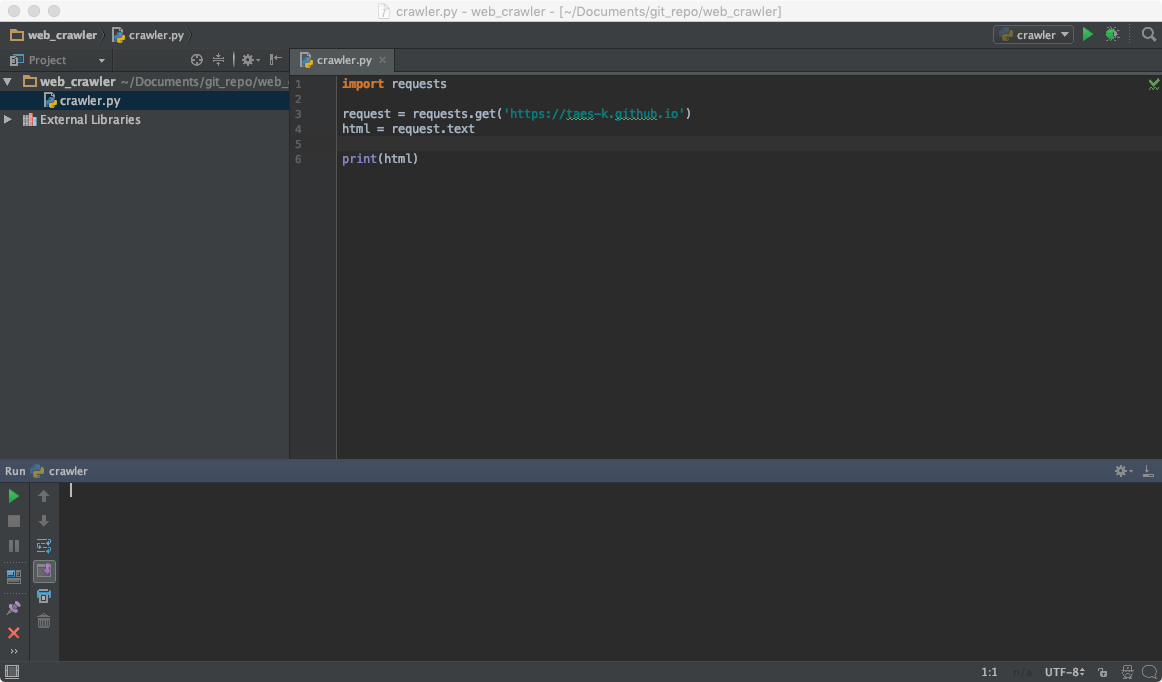 crawler.py - web_crawler - [~/Documents/git_repo/web_crawler]
web_crawler crawler.py crawler
Project crawler.py
web_crawler ~/Documents/git_repo/web_
crawler.py
External Libraries
1 import requests
2
3 request = requests.get('https://taes-k.github.io')
4 html = request.text
5
6 print(html)
Run crawler
1:1 n/a UTF-8